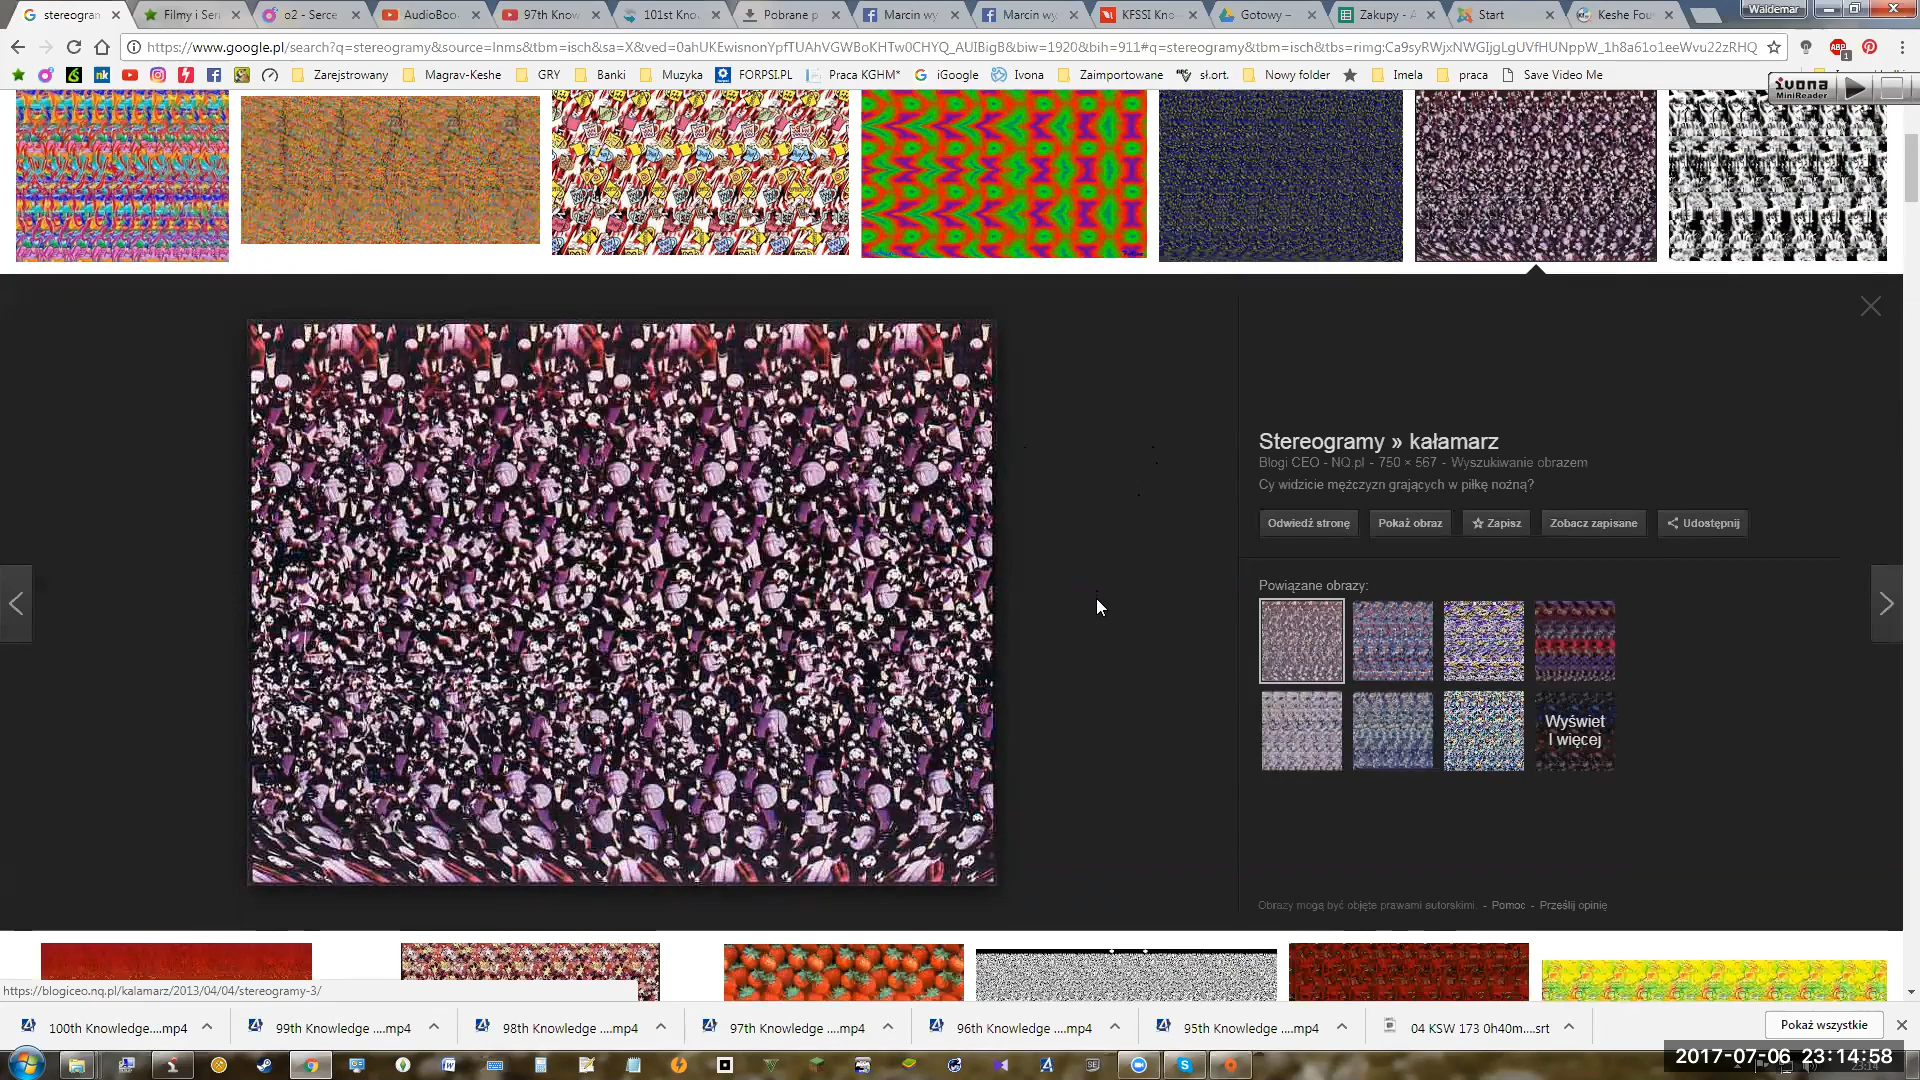 stereogran
Filmy i Ser
o2 - Serce
AudioBoo
97th Know
101st Kno
Pobrane p
Marcin wy
Marcin wy
KFSSI Kno
Gotowy –
Zakupy - A
Start
Keshe Fou
Waldemar
https://www.google.pl/search?q=stereogramy&source=lnms&tbm=isch&sa=X&ved=0ahUKEwisnonYpfTUAhVGWBoKHTw0CHYQ_AUIBigB&biw=1920&bih=911#q=stereogramy&tbm=isch&tbs=rimg:Ca9syRWjxNWGIjgLgUVfHUNppW_1h8a61o1eeWvu22zRHQ
Zarejstrowany
Magrav-Keshe
GRY
Banki
Muzyka
FORPSI.PL
Praca KGHM*
iGoogle
Ivona
Zaimportowane
sł.ort.
Nowy folder
Imela
praca
Save Video Me
ivona
MiniReader
Stereogramy » kałamarz
Blogi CEO - NQ.pl - 750 × 567 - Wyszukiwanie obrazem
Cy widzicie mężczyzn grających w piłkę nożną?
Odwiedź stronę
Pokaż obraz
Zapisz
Zobacz zapisane
Udostępnij
Powiązane obrazy:
Wyświet
l więcej
Obrazy mogą być objęte prawami autorskimi. - Pomoc - Prześlij opinię
https://blogiceo.nq.pl/kalamarz/2013/04/04/stereogramy-3/
100th Knowledge....mp4
99th Knowledge ....mp4
98th Knowledge ....mp4
97th Knowledge ....mp4
96th Knowledge ....mp4
95th Knowledge ....mp4
04 KSW 173 0h40m....srt
Pokaż wszystkie
2017-07-06 23:14:58
23:14